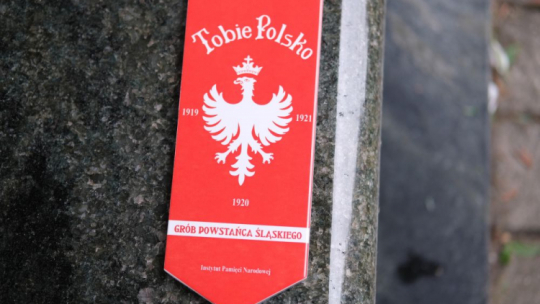 Tobie Polsko
1919 1921
1920
GRÓB POWSTAŃCA ŚLĄSKIEGO
Instytut Pamięci Narodowej